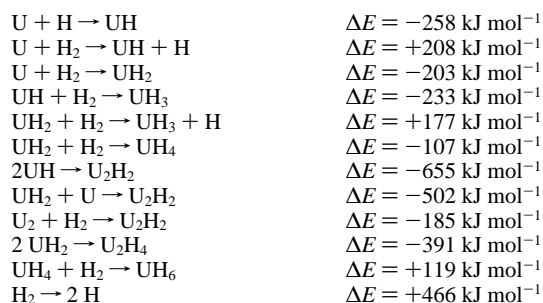 U + H → UH ΔE = −258 kJ mol⁻¹
U + H₂ → UH + H ΔE = +208 kJ mol⁻¹
U + H₂ → UH₂ ΔE = −203 kJ mol⁻¹
UH + H₂ → UH₃ ΔE = −233 kJ mol⁻¹
UH₂ + H₂ → UH₃ + H ΔE = +177 kJ mol⁻¹
UH₂ + H₂ → UH₄ ΔE = −107 kJ mol⁻¹
2UH → U₂H₂ ΔE = −655 kJ mol⁻¹
UH₂ + U → U₂H₂ ΔE = −502 kJ mol⁻¹
U₂ + H₂ → U₂H₂ ΔE = −185 kJ mol⁻¹
2 UH₂ → U₂H₄ ΔE = −391 kJ mol⁻¹
UH₄ + H₂ → UH₆ ΔE = +119 kJ mol⁻¹
H₂ → 2 H ΔE = +466 kJ mol⁻¹